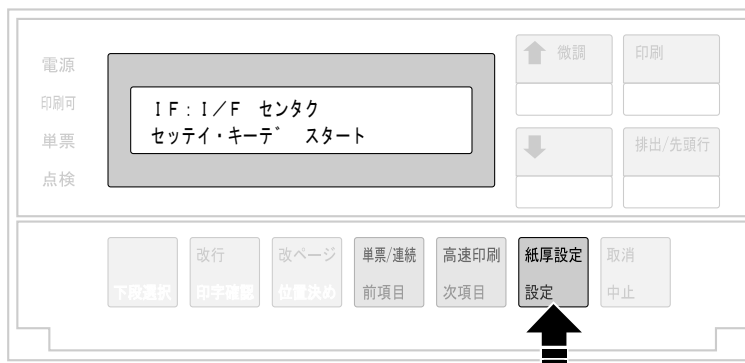 電源
印刷可
単票
点検
IF:I/F センタク
セッテイ・キーデ スタート
微調
印刷
排出/先頭行
下段選択
改行
印字確認
改ページ
位置決め
単票/連続
前項目
高速印刷
次項目
紙厚設定
設定
取消
中止